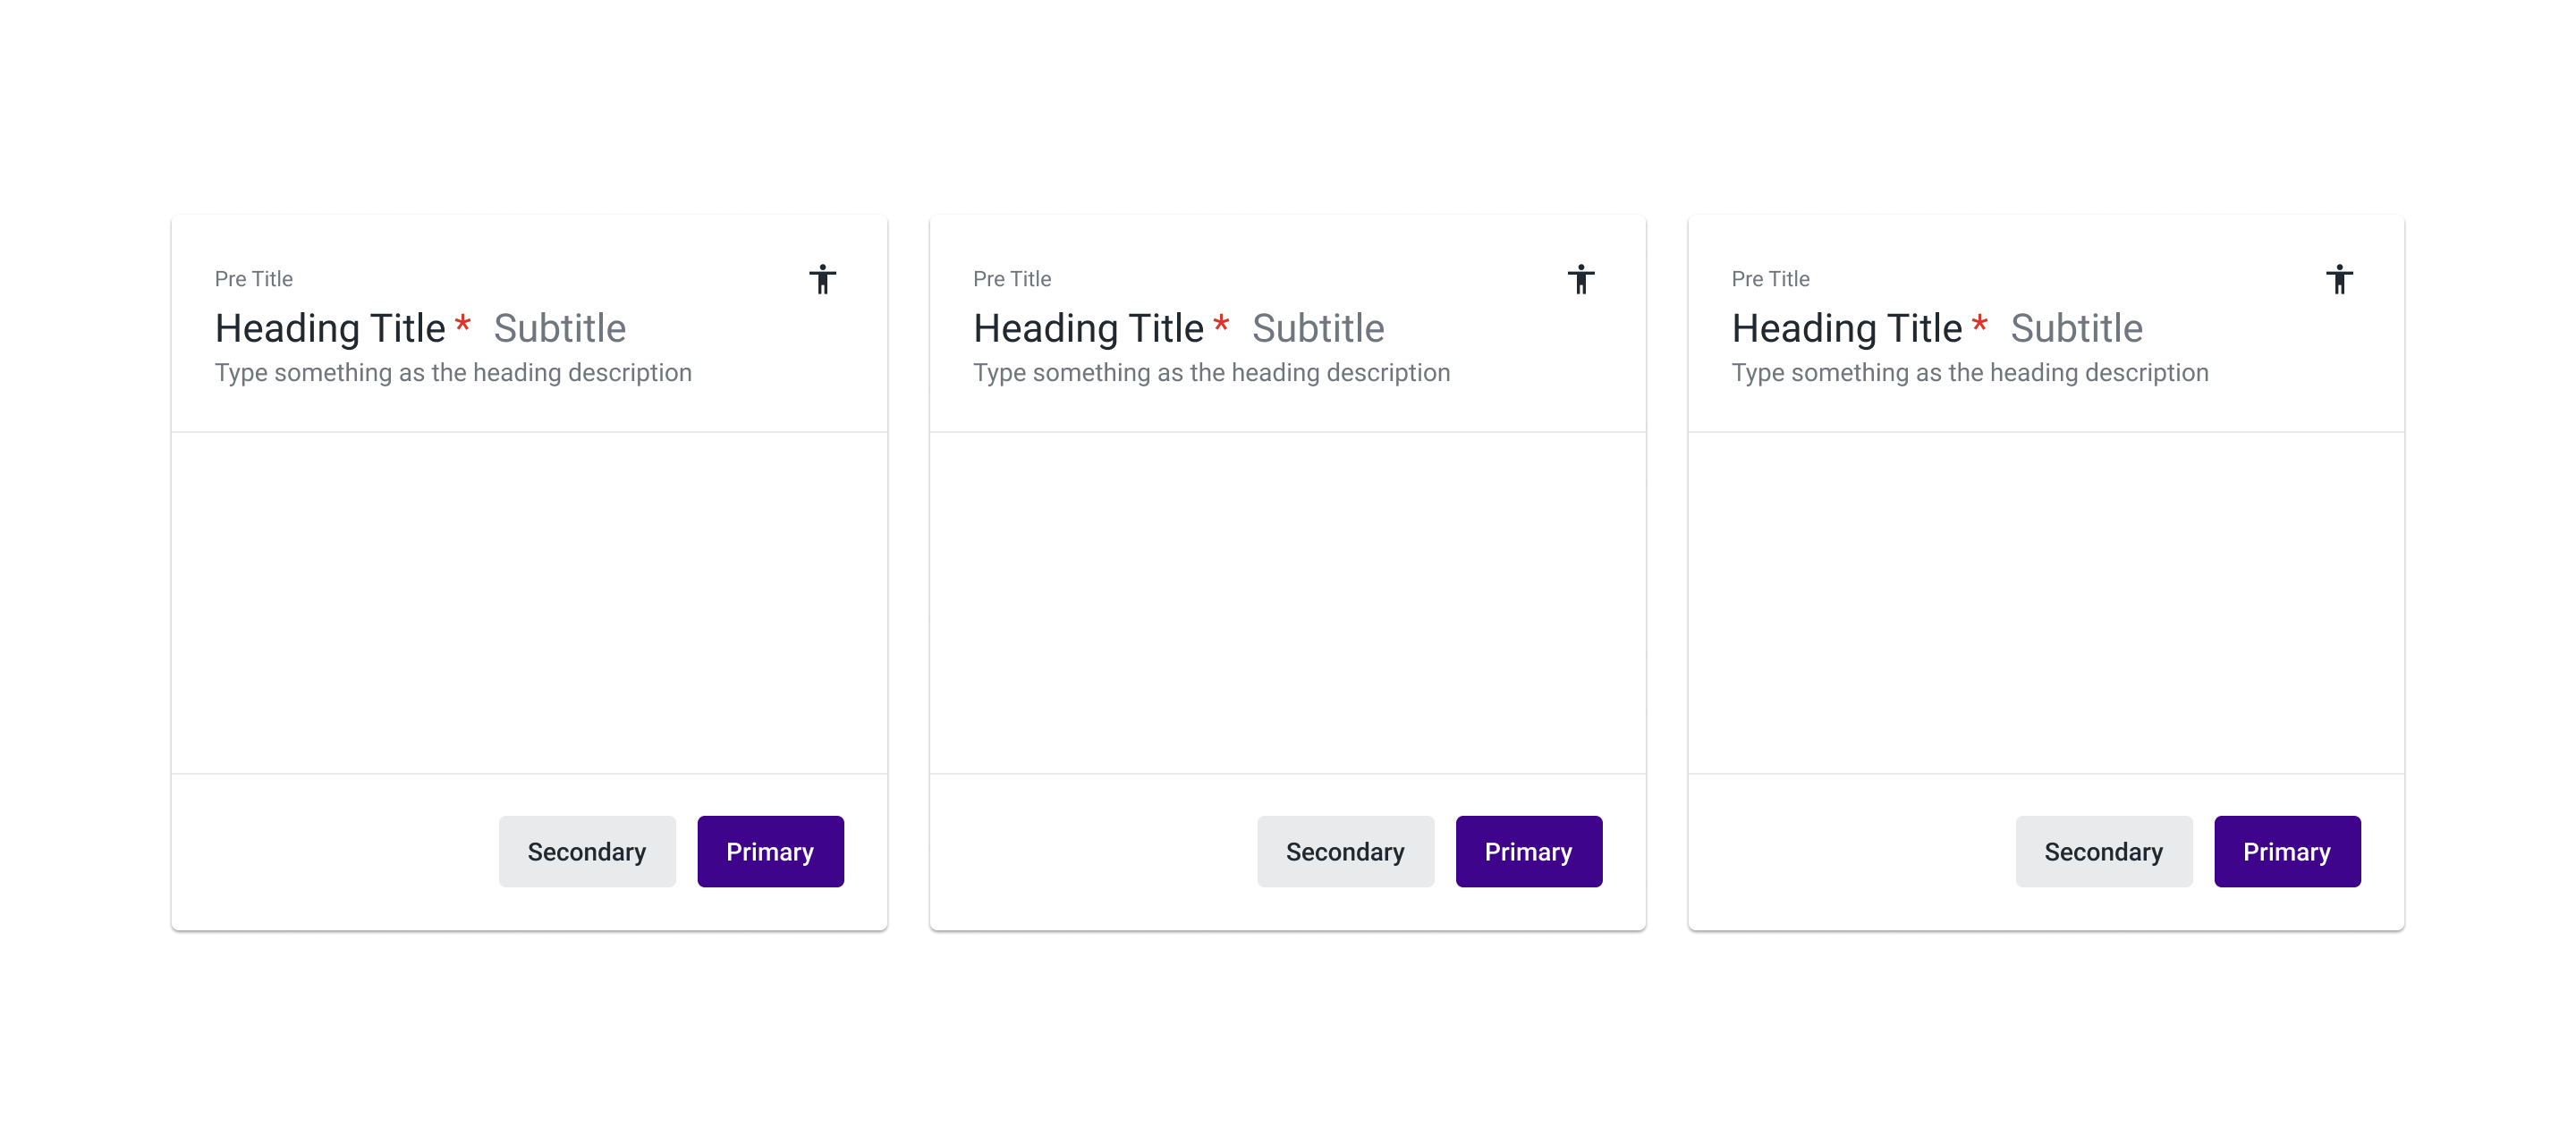 Pre Title
Heading Title * Subtitle
Type something as the heading description
Secondary Primary
Pre Title
Heading Title * Subtitle
Type something as the heading description
Secondary Primary
Pre Title
Heading Title * Subtitle
Type something as the heading description
Secondary Primary